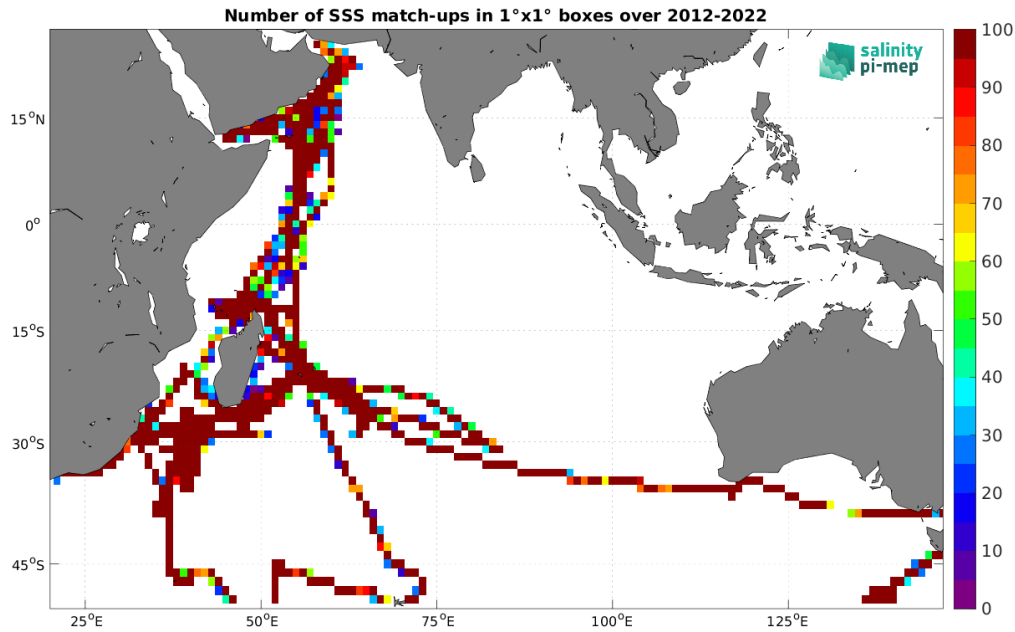 Number of SSS match-ups in 1°x1° boxes over 2012-2022
salinity
pi-mep
100
90
80
70
60
50
40
30
20
10
0
15°N
0°
15°S
30°S
45°S
25°E
50°E
75°E
100°E
125°E